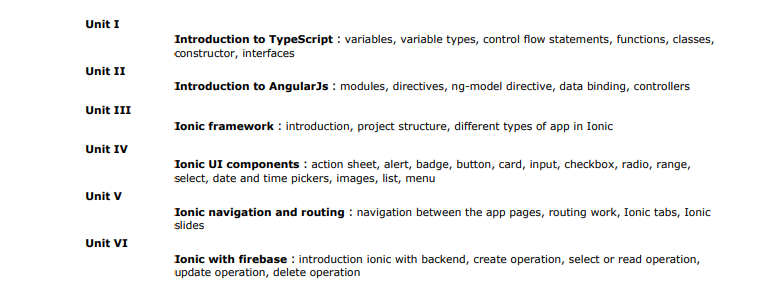 Unit I
Introduction to TypeScript : variables, variable types, control flow statements, functions, classes,
constructor, interfaces
Unit II
Introduction to AngularJs : modules, directives, ng-model directive, data binding, controllers
Unit III
Ionic framework : introduction, project structure, different types of app in Ionic
Unit IV
Ionic UI components : action sheet, alert, badge, button, card, input, checkbox, radio, range,
select, date and time pickers, images, list, menu
Unit V
Ionic navigation and routing : navigation between the app pages, routing work, Ionic tabs, Ionic
slides
Unit VI
Ionic with firebase : introduction ionic with backend, create operation, select or read operation,
update operation, delete operation